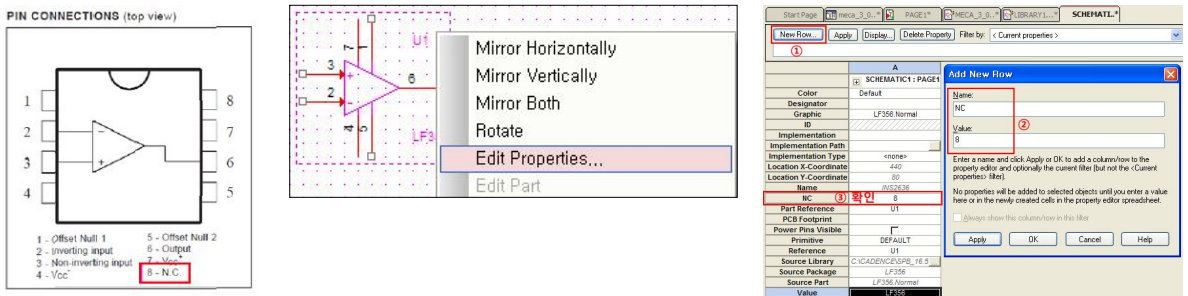 PIN CONNECTIONS (top view)
1
8
2
7
3
6
4
5
1 - Offset Null 1
2 - Inverting input
3 - Non-inverting input
4 - Vcc-
5 - Offset Null 2
6 - Output
7 - Vcc+
8 - N.C.
U1
7
1
3
6
2
4
5
LF3
Mirror Horizontally
Mirror Vertically
Mirror Both
Rotate
Edit Properties...
Edit Part
Start Page
meca_3_0..*
PAGE1*
MECA_3_0..*
LIBRARY1...*
SCHEMATI..*
New Row...
Apply
Display...
Delete Property
Filter by:
< Current properties >
①
A
SCHEMATIC1 : PAGE1
Color Default
Designator
Graphic LF356.Normal
ID
Implementation
Implementation Path
Implementation Type <none>
Location X-Coordinate 440
Location Y-Coordinate 80
Name INS2636
NC ③ 확인 8
Part Reference U1
PCB Footprint
Power Pins Visible
Primitive DEFAULT
Reference U1
Source Library C:\CADENCE\SPB_16.5
Source Package LF356
Source Part LF356.Normal
Value LF356
Add New Row
Name:
NC
②
Value:
8
Enter a name and click Apply or OK to add a column/row to the
property editor and optionally the current filter (but not the <Current
properties> filter).
No properties will be added to selected objects until you enter a value
here or in the newly created cells in the property editor spreadsheet.
Always show this column/row in this filter
Apply
OK
Cancel
Help